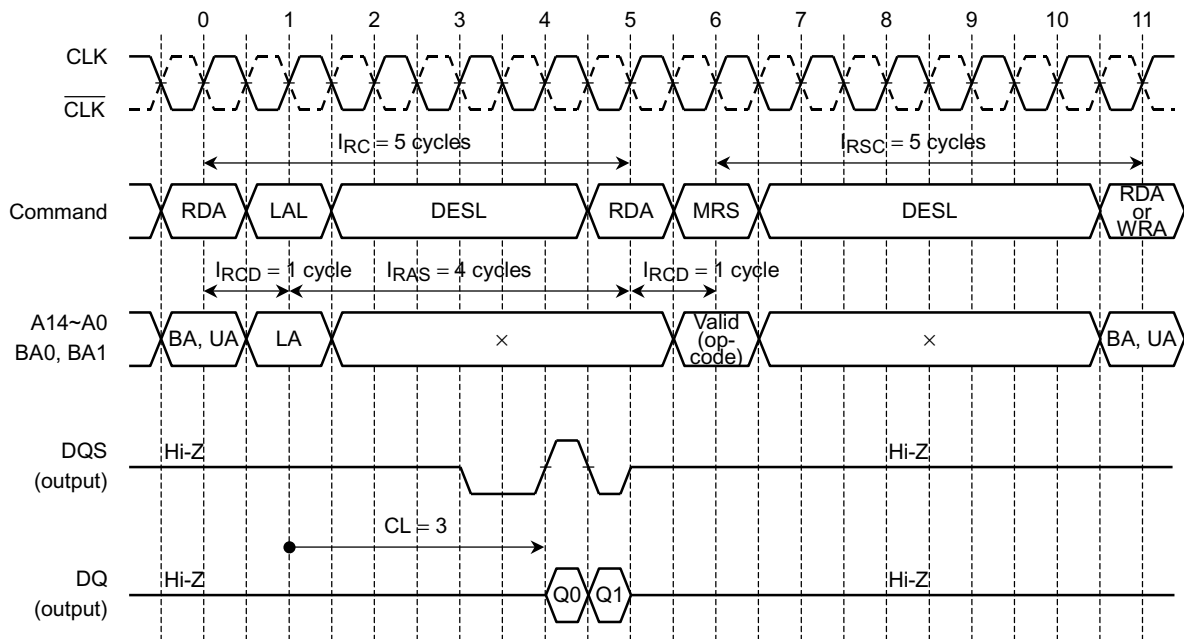 0 1 2 3 4 5 6 7 8 9 10 11
CLK
CLK
IRC = 5 cycles
IRSC = 5 cycles
Command
RDA
LAL
DESL
RDA
MRS
DESL
RDA
or
WRA
IRCD = 1 cycle
IRAS = 4 cycles
IRCD = 1 cycle
A14~A0
BA0, BA1
BA, UA
LA
×
Valid
(op-
code)
×
BA, UA
DQS
(output)
Hi-Z
Hi-Z
CL = 3
DQ
(output)
Hi-Z
Q0
Q1
Hi-Z